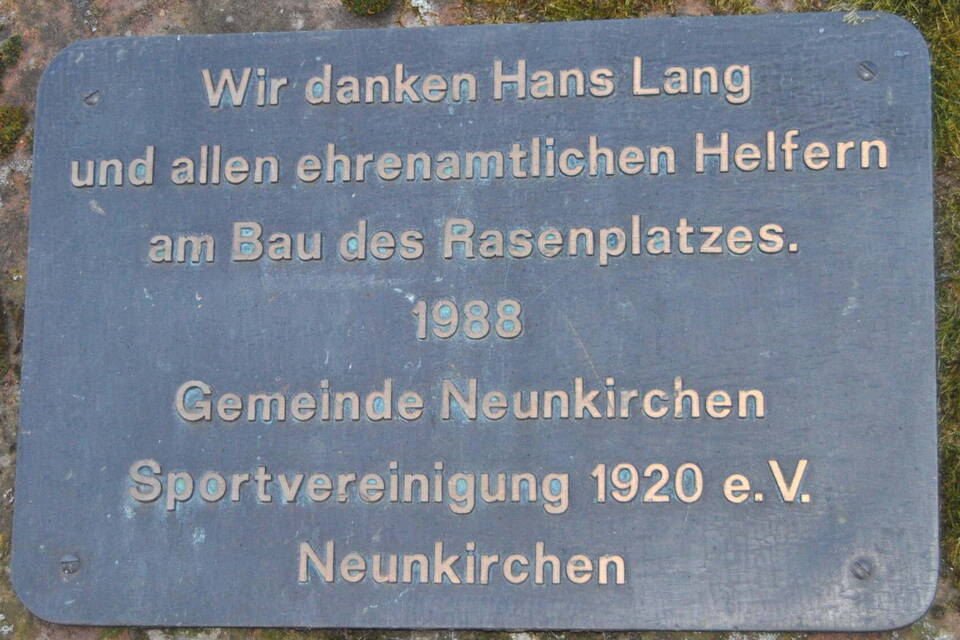 Wir danken Hans Lang
und allen ehrenamtlichen Helfern
am Bau des Rasenplatzes.
1988
Gemeinde Neunkirchen
Sportvereinigung 1920 e.V.
Neunkirchen